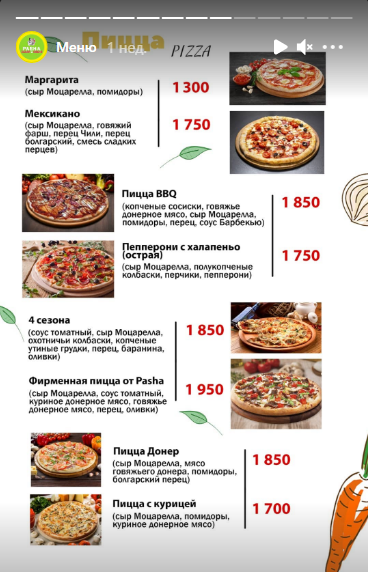 Пицца
PIZZA
PASHA
Меню 1 нед.
Маргарита
(сыр Моцарелла, помидоры)
1 300
Мексикано
(сыр Моцарелла, говяжий
фарш, перец Чили, перец
болгарский, смесь сладких
перцев)
1 750
Пицца BBQ
(копченые сосиски, говяжье
донерное мясо, сыр Моцарелла,
помидоры, перец, соус Барбекью)
1 850
Пепперони с халапеньо
(острая)
(сыр Моцарелла, полукопченые
колбаски, перчики, пепперони)
1 750
4 сезона
(соус томатный, сыр Моцарелла,
охотничьи колбаски, копченые
утиные грудки, перец, баранина,
оливки)
1 850
Фирменная пицца от Pasha
(сыр Моцарелла, соус томатный,
куриное донерное мясо, говяжье
донерное мясо, перец, оливки)
1 950
Пицца Донер
(сыр Моцарелла, мясо
говяжьего донера, помидоры,
болгарский перец)
1 850
Пицца с курицей
(сыр Моцарелла, помидоры,
куриное донерное мясо)
1 700